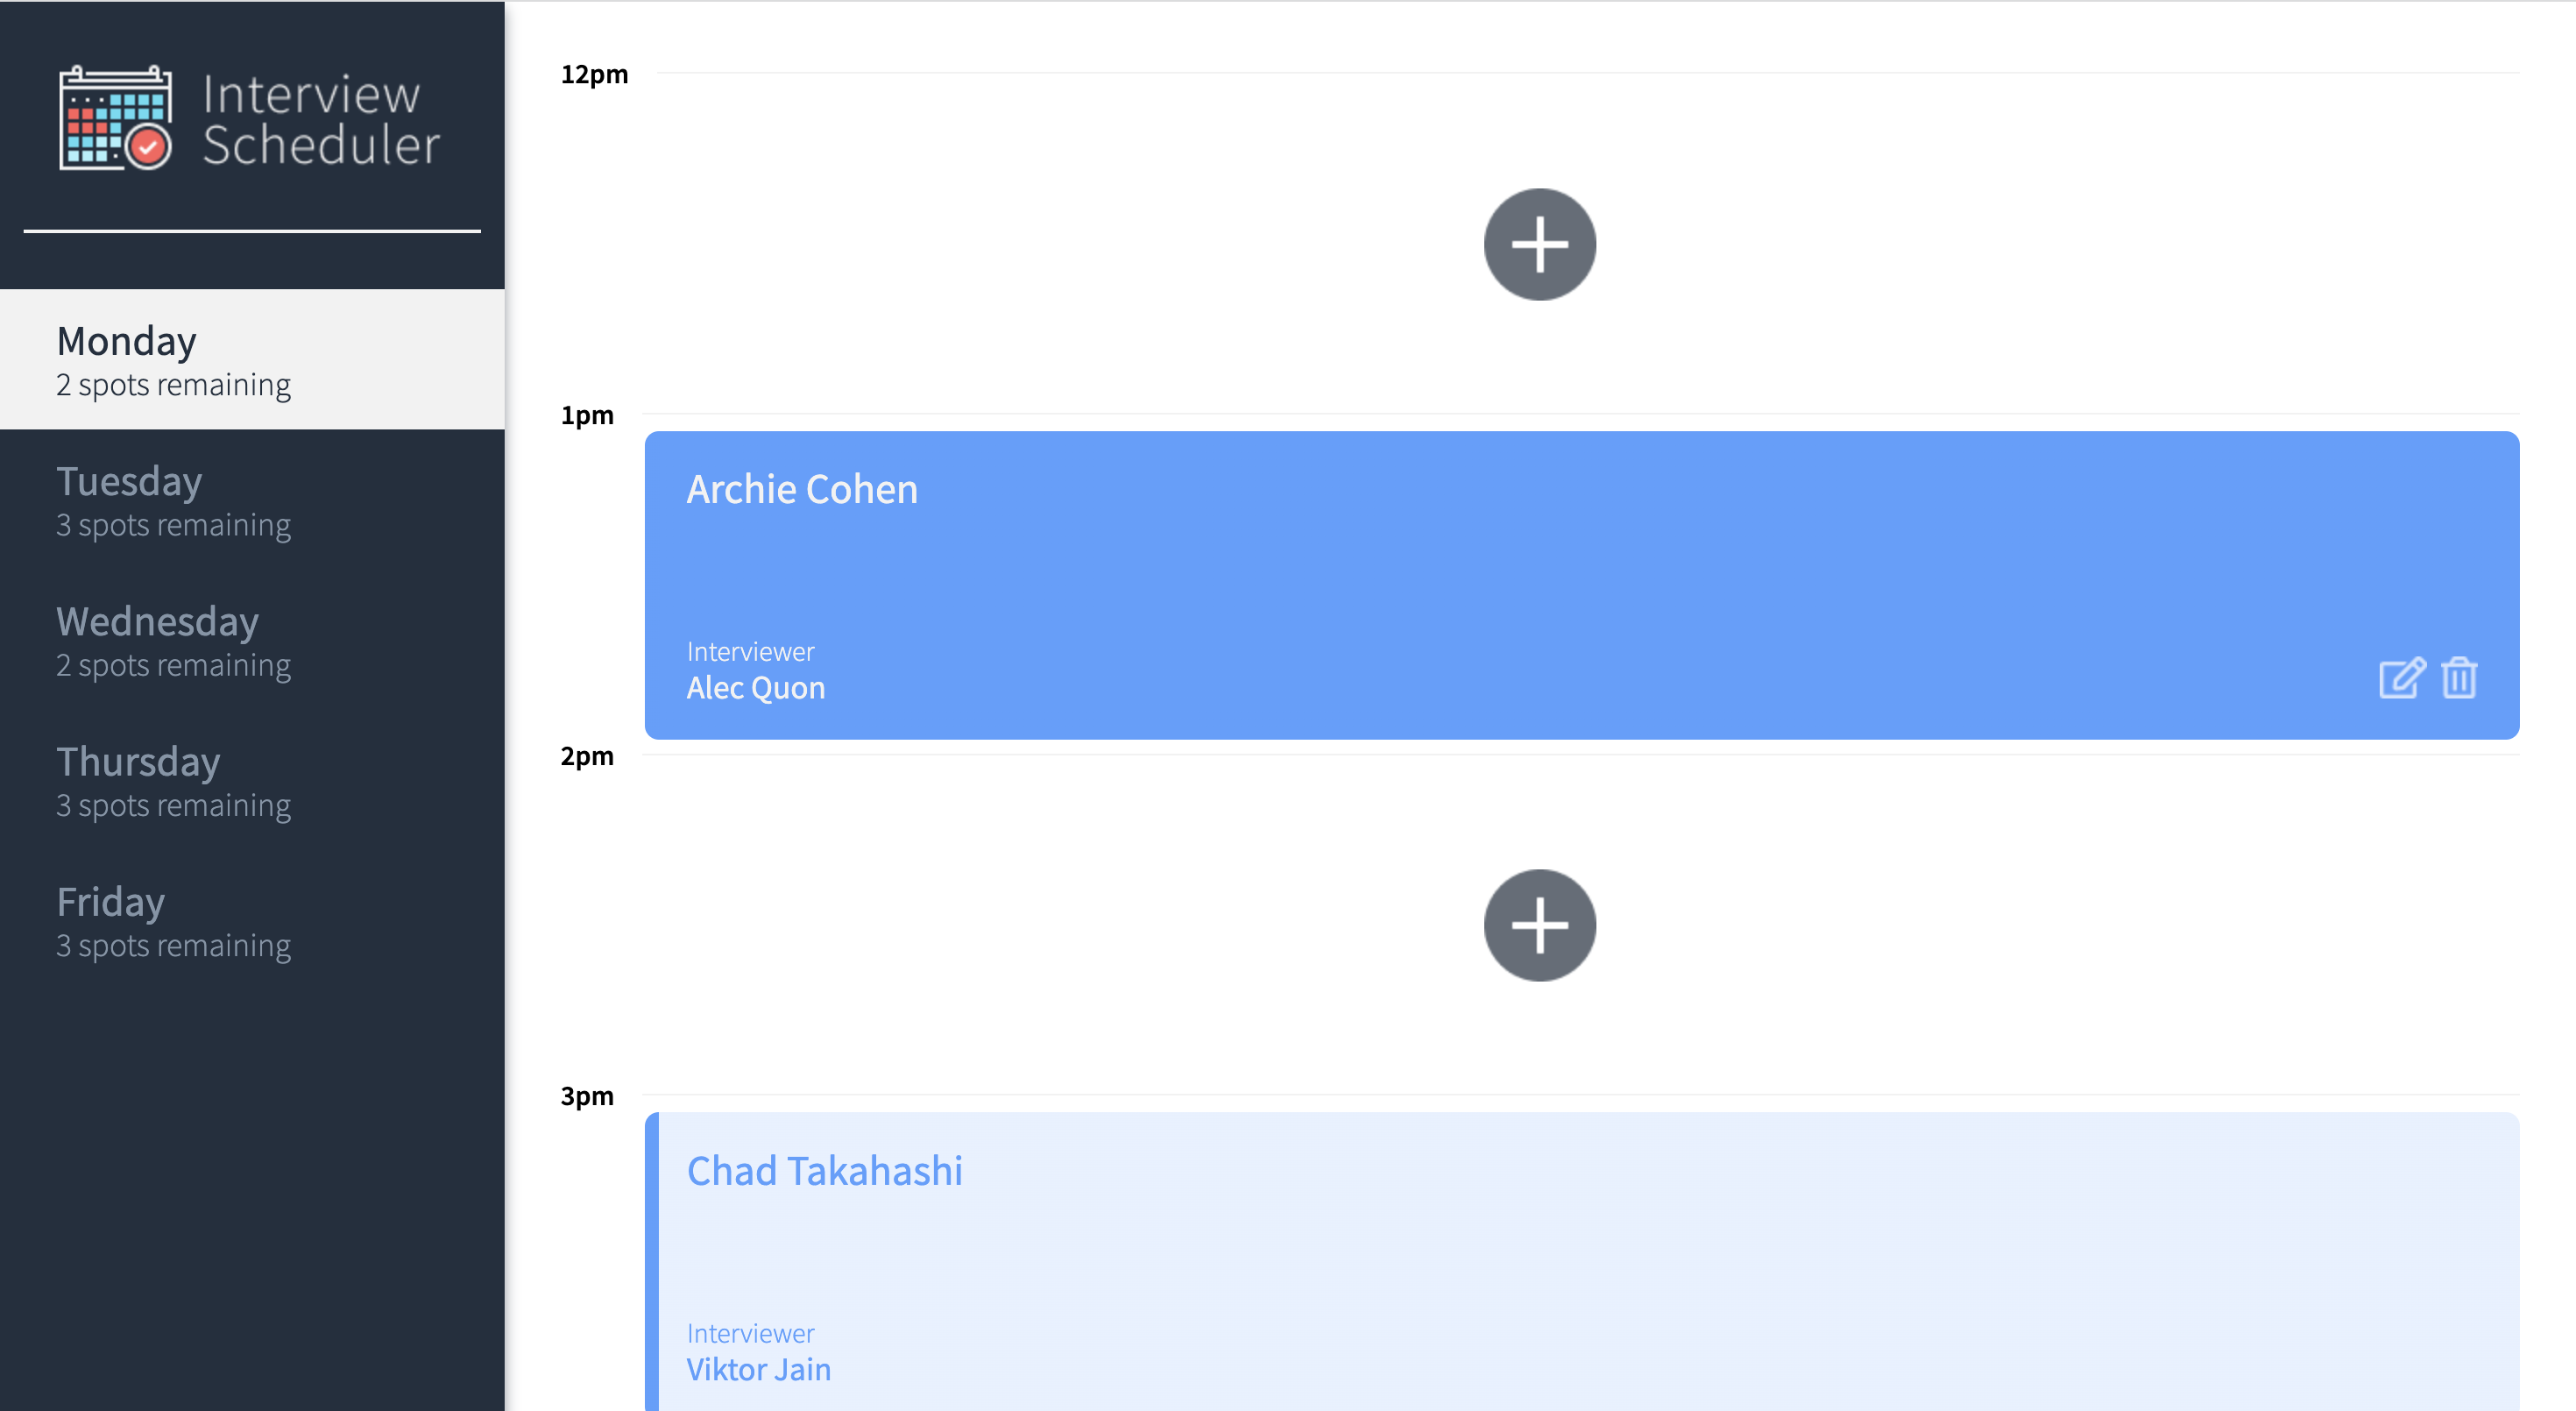 Interview
Scheduler
Monday
2 spots remaining
Tuesday
3 spots remaining
Wednesday
2 spots remaining
Thursday
3 spots remaining
Friday
3 spots remaining
12pm
1pm
Archie Cohen
Interviewer
Alec Quon
2pm
3pm
Chad Takahashi
Interviewer
Viktor Jain